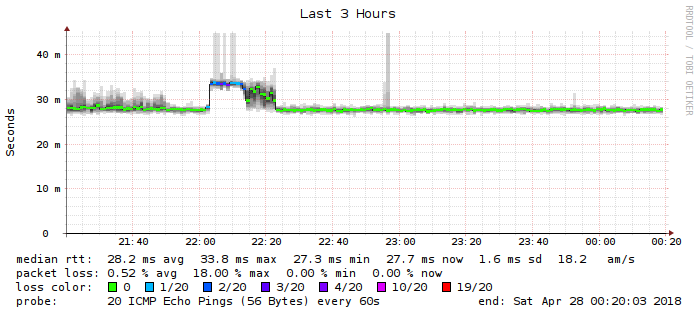 Last 3 Hours
RRDTOOL / TOBI OETIKER
Seconds
40 m
30 m
20 m
10 m
0
21:40 22:00 22:20 22:40 23:00 23:20 23:40 00:00 00:20
median rtt: 28.2 ms avg 33.8 ms max 27.3 ms min 27.7 ms now 1.6 ms sd 18.2 am/s
packet loss: 0.52 % avg 18.00 % max 0.00 % min 0.00 % now
loss color: 0 1/20 2/20 3/20 4/20 10/20 19/20
probe: 20 ICMP Echo Pings (56 Bytes) every 60s end: Sat Apr 28 00:20:03 2018